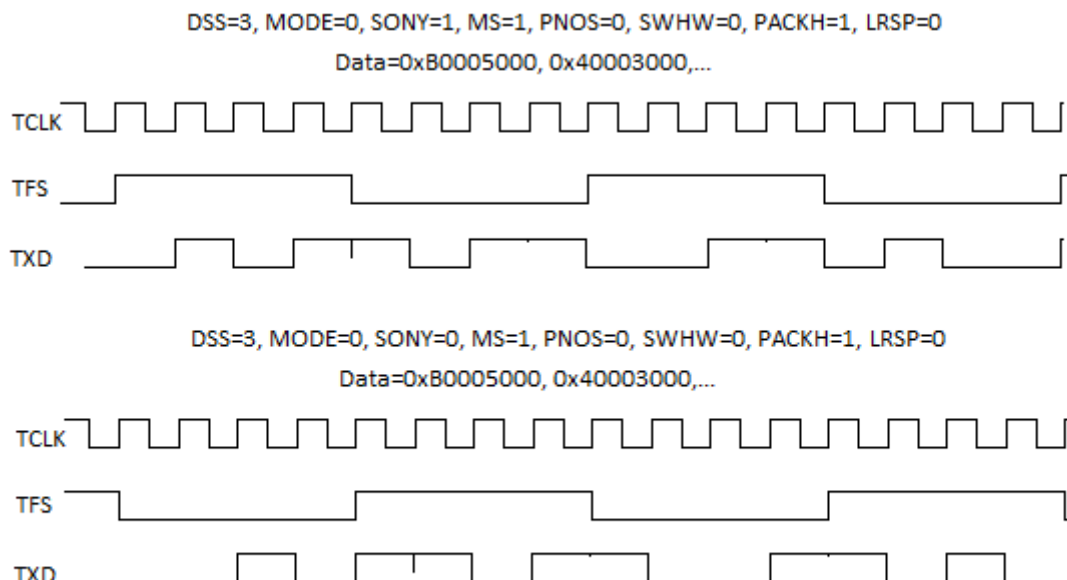 DSS=3, MODE=0, SONY=1, MS=1, PNOS=0, SWHW=0, PACKH=1, LRSP=0
Data=0xB0005000, 0x40003000,...
TCLK
TFS
TXD
DSS=3, MODE=0, SONY=0, MS=1, PNOS=0, SWHW=0, PACKH=1, LRSP=0
Data=0xB0005000, 0x40003000,...
TCLK
TFS
TXD